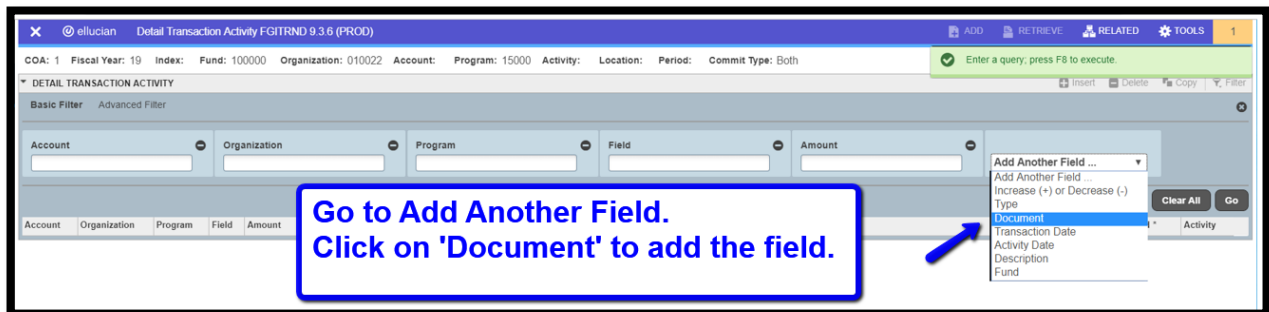 ✕ ellucian Detail Transaction Activity FGITRND 9.3.6 (PROD) ADD RETRIEVE RELATED TOOLS 1
COA: 1 Fiscal Year: 19 Index: Fund: 100000 Organization: 010022 Account: Program: 15000 Activity: Location: Period: Commit Type: Both
Enter a query; press F8 to execute.
DETAIL TRANSACTION ACTIVITY Insert Delete Copy Filter
Basic Filter Advanced Filter
Account Organization Program Field Amount
Add Another Field ...
Add Another Field ...
Increase (+) or Decrease (-)
Type
Document
Transaction Date
Activity Date
Description
Fund
Clear All Go
Account Organization Program Field Amount Activity
Go to Add Another Field.
Click on 'Document' to add the field.